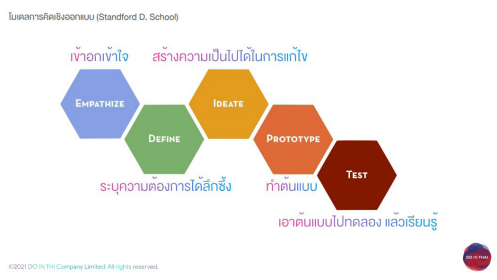 โมเดลการคิดเชิงออกแบบ (Standford D. School)
เข้าอกเข้าใจ
สร้างความเป็นไปได้ในการแก้ไข
EMPATHIZE
IDEATE
DEFINE
PROTOTYPE
TEST
ระบุความต้องการได้ลึกซึ้ง
ทำต้นแบบ
เอาต้นแบบไปทดลอง แล้วเรียนรู้
©2021 DO IN THI Company Limited. All rights reserved.
DO IN THAI